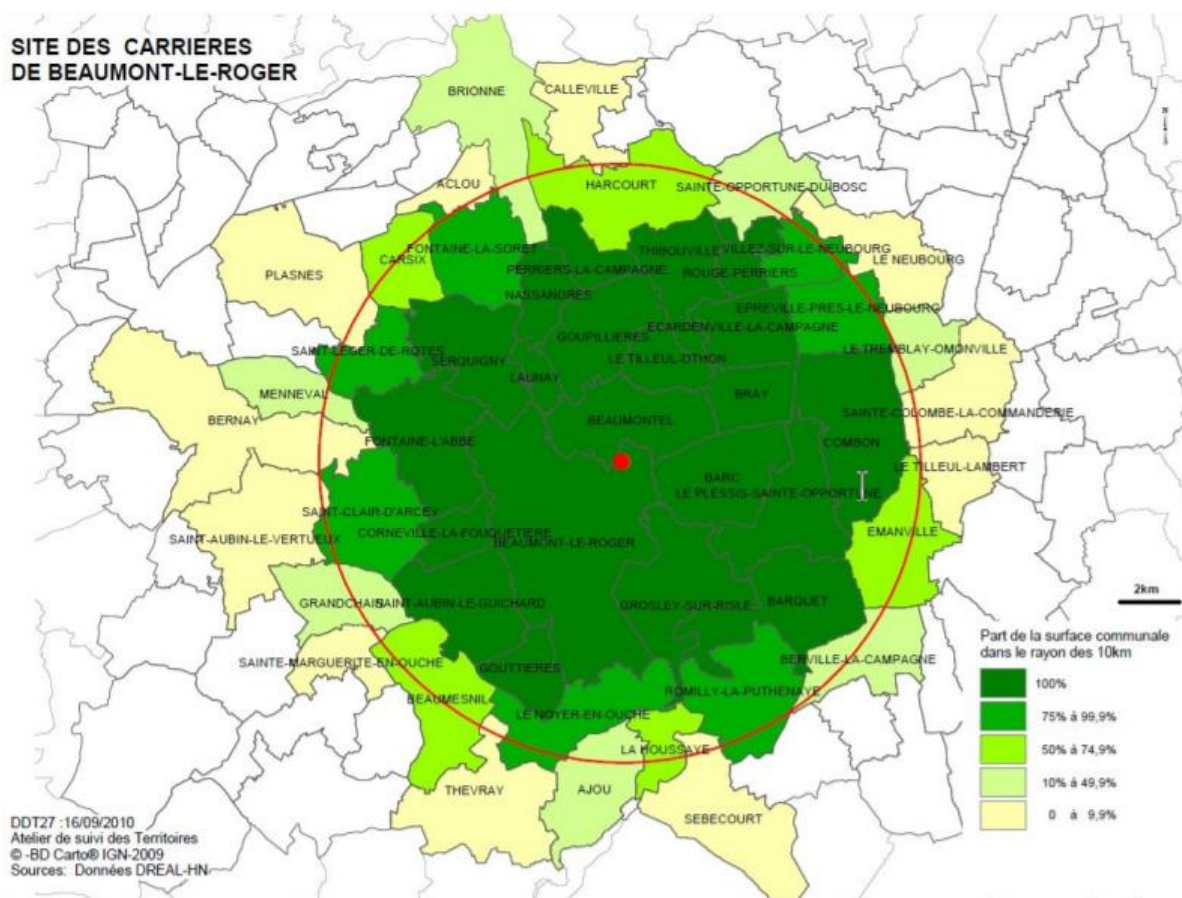 SITE DES CARRIERES
DE BEAUMONT-LE-ROGER
BRIONNE
CALLEVILLE
ACLOU
HARCOURT
SAINTE-OPPORTUNE-DU-BOSC
FONTAINE-LA-SORET
THIBOUVILLE
VILLEZ-SUR-LE-NEUBOURG
CARSIX
LE NEUBOURG
PLASNES
PERRIERS-LA-CAMPAGNE
ROUGE-PERRIERS
NASSANDRES
EPREVILLE-PRES-LE-NEUBOURG
GOUPILLIERES
ECARDENVILLE-LA-CAMPAGNE
SAINT-LEGER-DE-ROTES
LE TREMBLAY-OMONVILLE
SERQUIGNY
LE TILLEUL-OTHON
LAUNAY
MENNEVAL
BRAY
BERNAY
BEAUMONTEL
SAINTE-COLOMBE-LA-COMMANDERIE
FONTAINE-L'ABBE
COMBON
LE TILLEUL-LAMBERT
BARC
LE PLESSIS-SAINTE-OPPORTUNE
SAINT-CLAIR-D'ARCEY
CORNEVILLE-LA-FOUQUETIERE
EMANVILLE
SAINT-AUBIN-LE-VERTUEUX
BEAUMONT-LE-ROGER
GRANDCHAIN
SAINT-AUBIN-LE-GUICHARD
GROSLEY-SUR-RISLE
BARQUET
2km
SAINTE-MARGUERITE-EN-OUCHE
GOUTTIERES
BERVILLE-LA-CAMPAGNE
BEAUMESNIL
ROMILLY-LA-PUTHENAYE
LE NOYER-EN-OUCHE
LA HOUSSAYE
THEVRAY
AJOU
SEBECOURT
Part de la surface communale
dans le rayon des 10km
100%
75% à 99,9%
50% à 74,9%
10% à 49,9%
0 à 9,9%
DDT27 :16/09/2010
Atelier de suivi des Territoires
© -BD Carto® IGN-2009
Sources: Données DREAL-HN